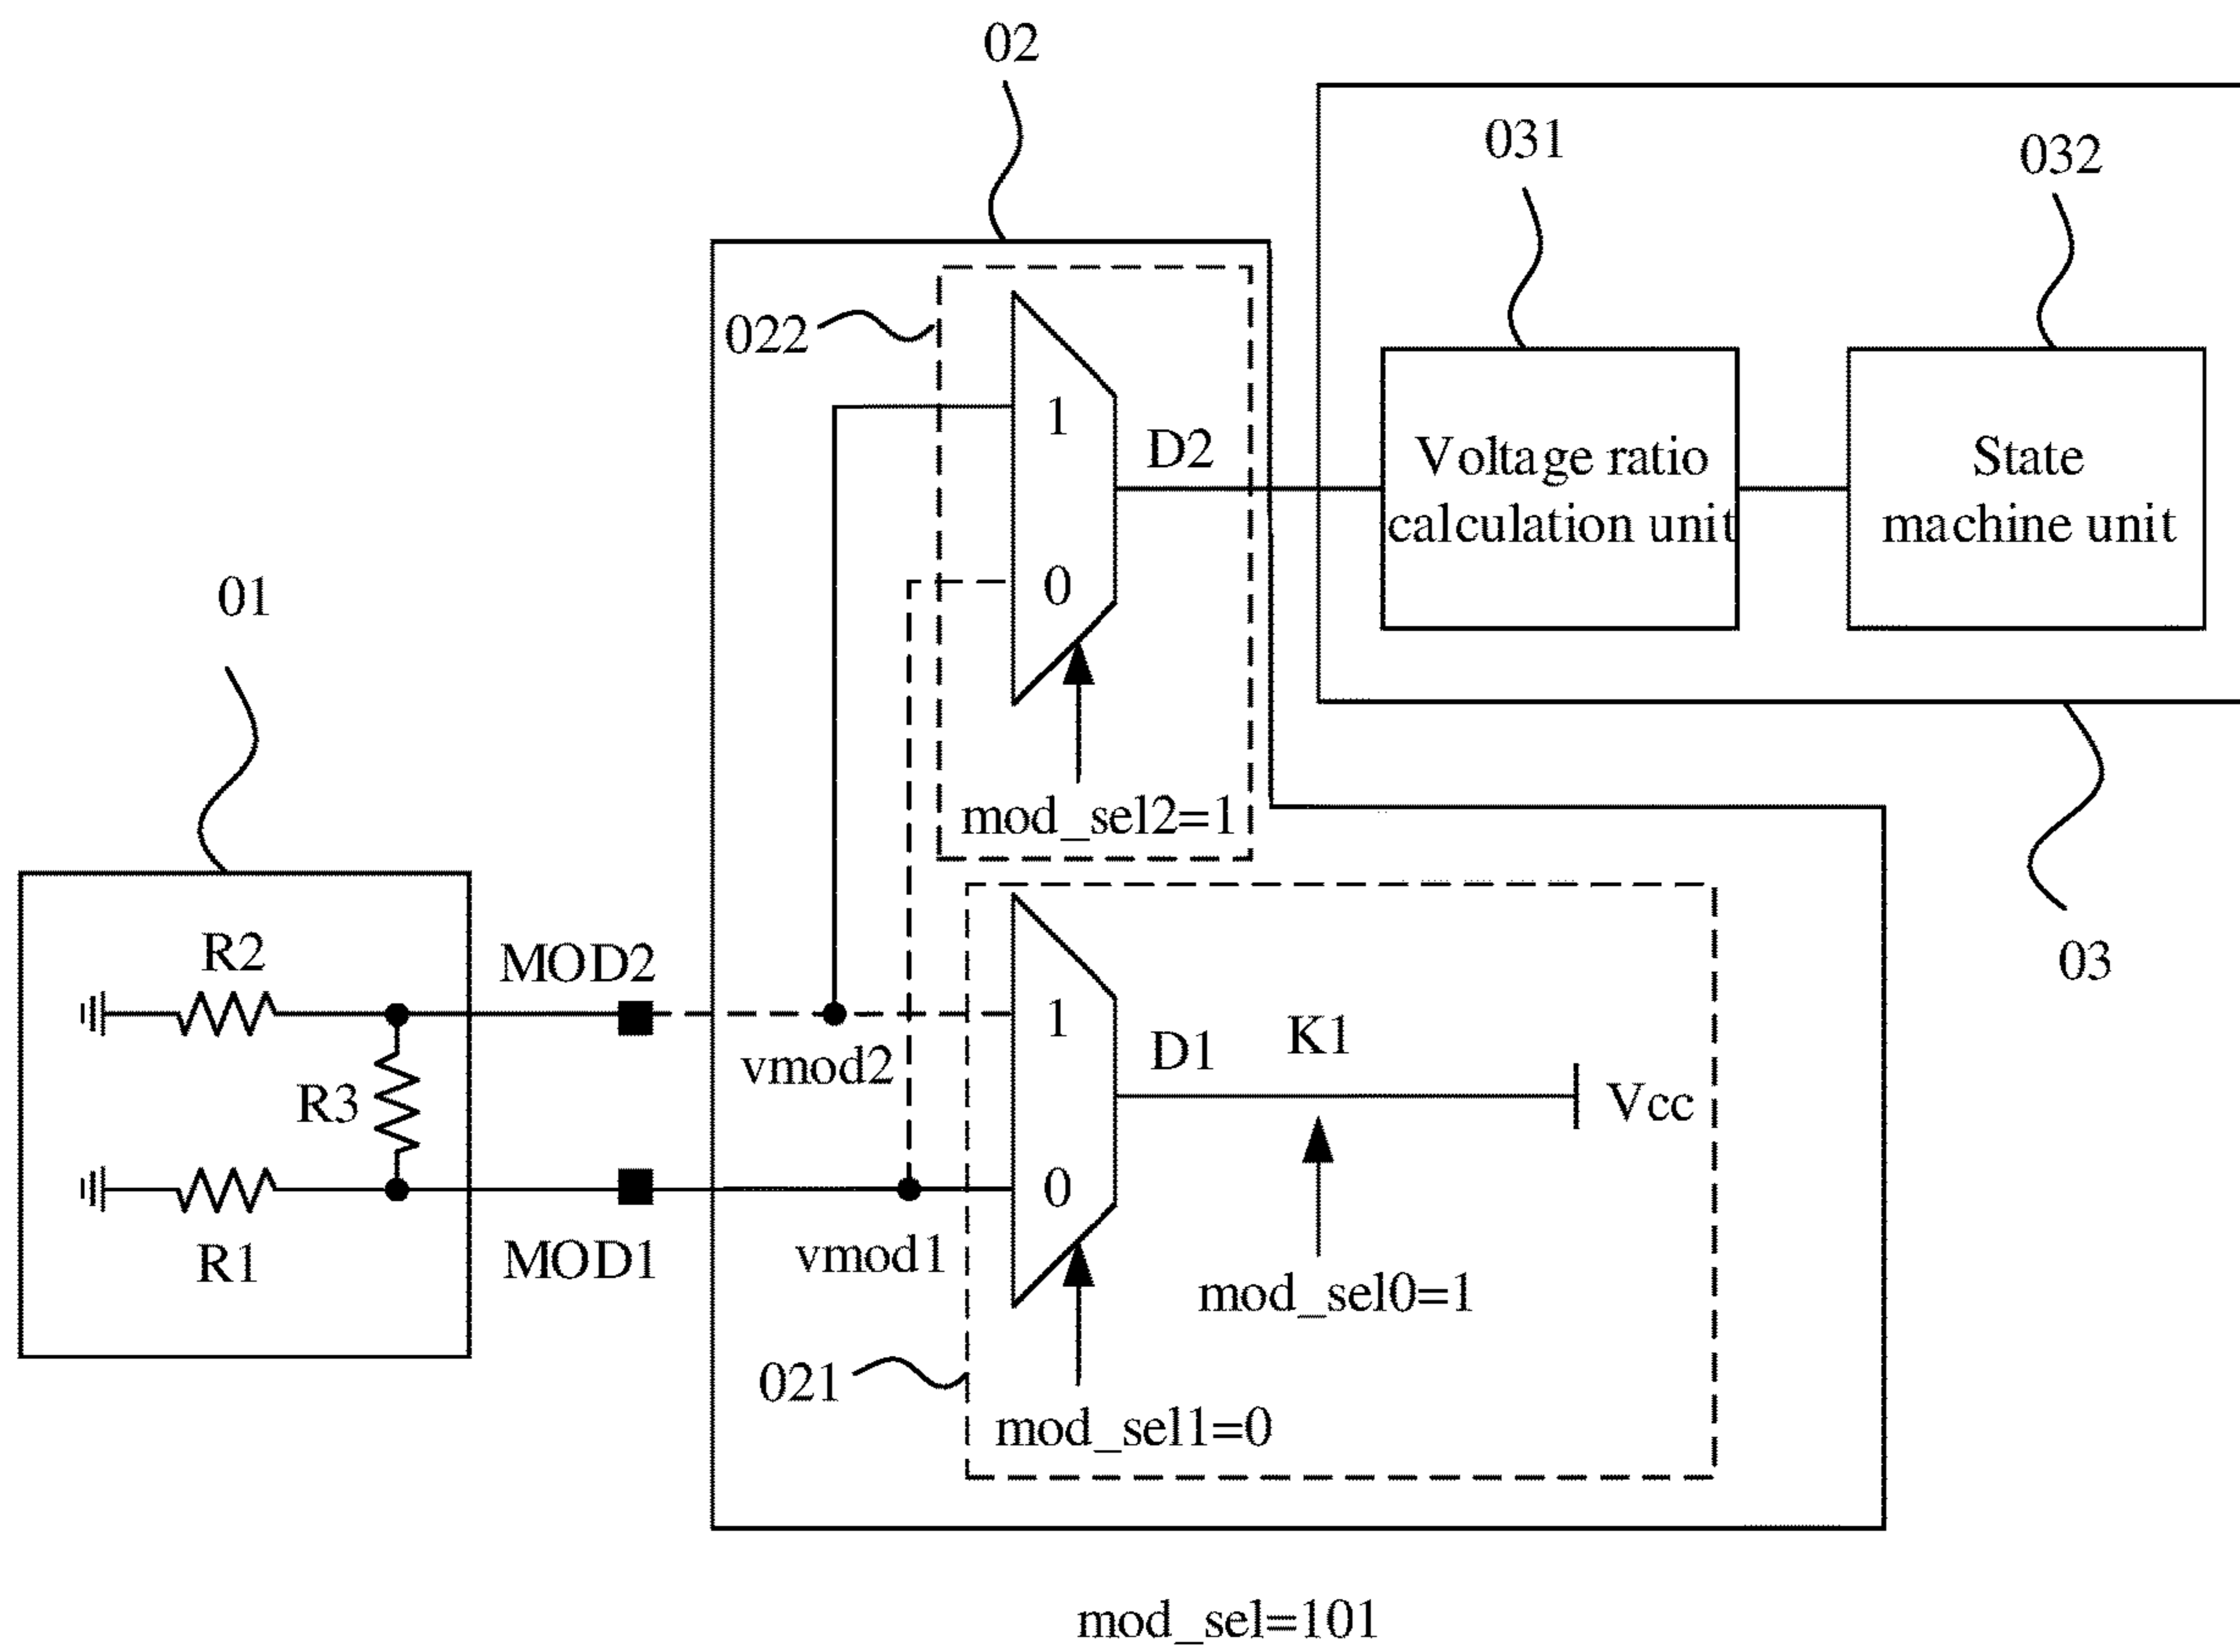 02
031
032
022
1
D2
Voltage ratio
calculation unit
State
machine unit
0
01
mod_sel2=1
03
R2
MOD2
1
D1
K1
vmod2
R3
Vcc
0
R1
MOD1
vmod1
mod_sel0=1
021
mod_sel1=0
mod_sel=101